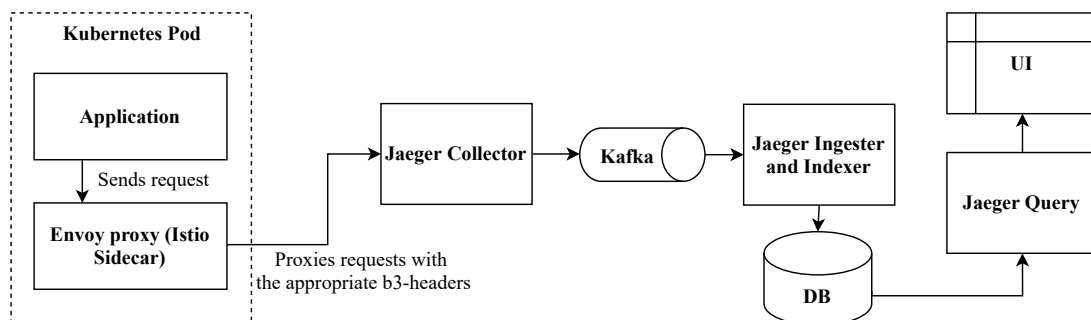 Kubernetes Pod
Application
Sends request
Envoy proxy (Istio
Sidecar)
Proxies requests with
the appropriate b3-headers
Jaeger Collector
Kafka
Jaeger Ingester
and Indexer
DB
UI
Jaeger Query